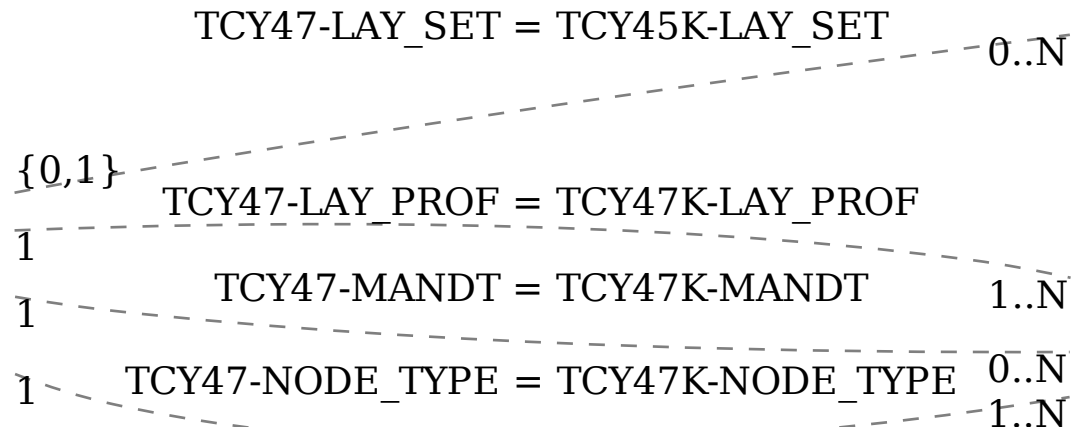 TCY47-LAY_SET = TCY45K-LAY_SET
0..N
{0,1}
TCY47-LAY_PROF = TCY47K-LAY_PROF
1
TCY47-MANDT = TCY47K-MANDT
1..N
1
0..N
TCY47-NODE_TYPE = TCY47K-NODE_TYPE
1
1..N